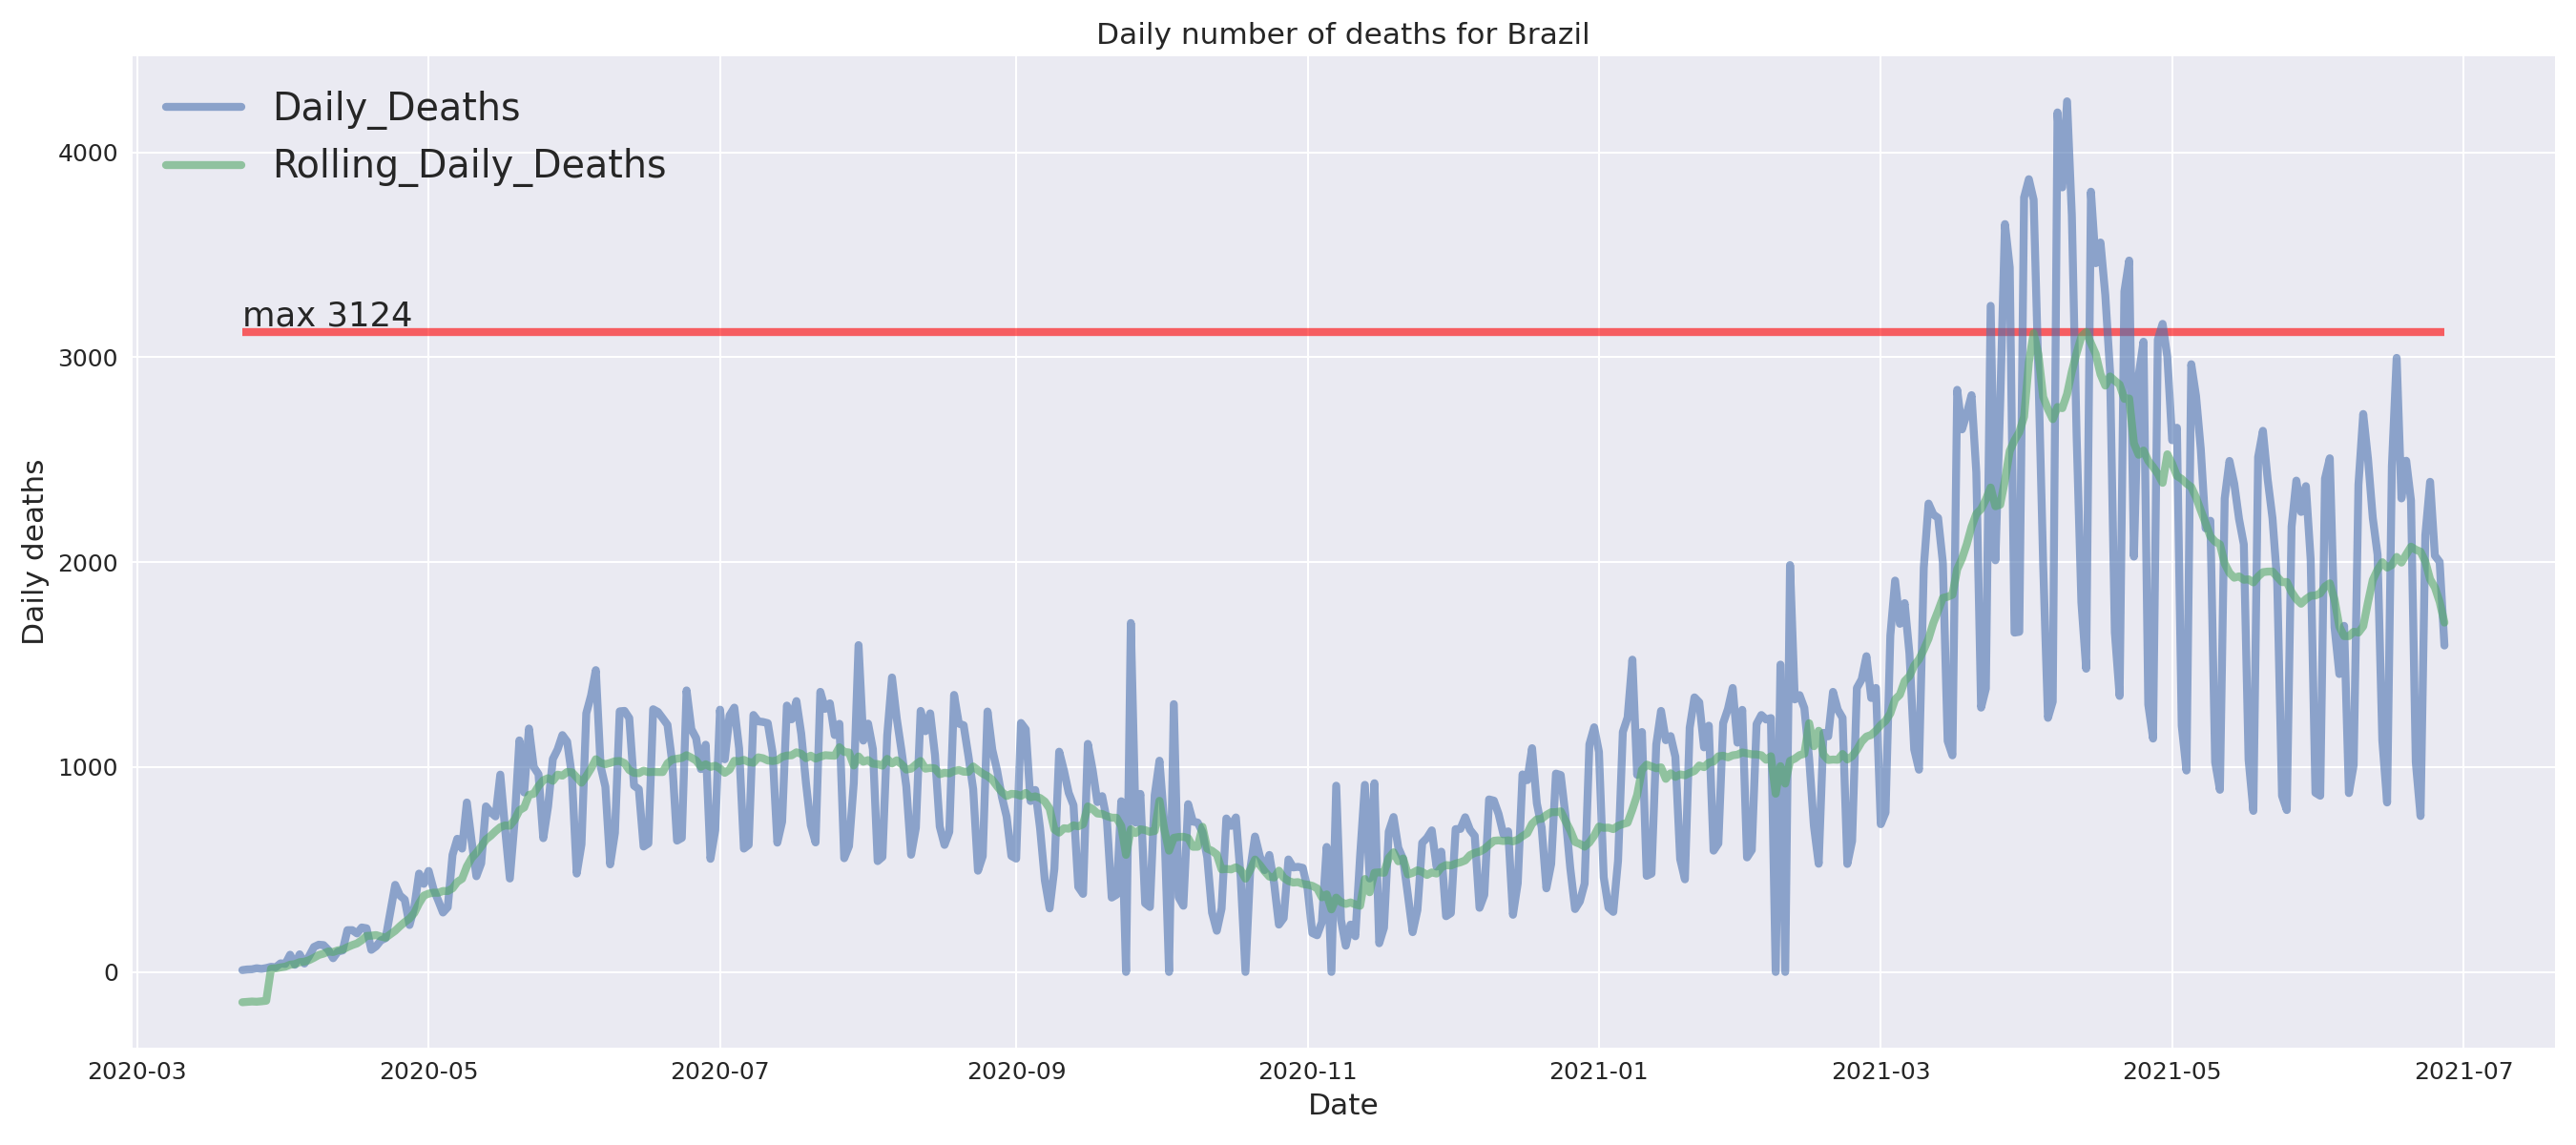 Daily number of deaths for Brazil
Daily_Deaths
Rolling_Daily_Deaths
max 3124
4000
3000
2000
1000
0
Daily deaths
2020-03 2020-05 2020-07 2020-09 2020-11 2021-01 2021-03 2021-05 2021-07
Date